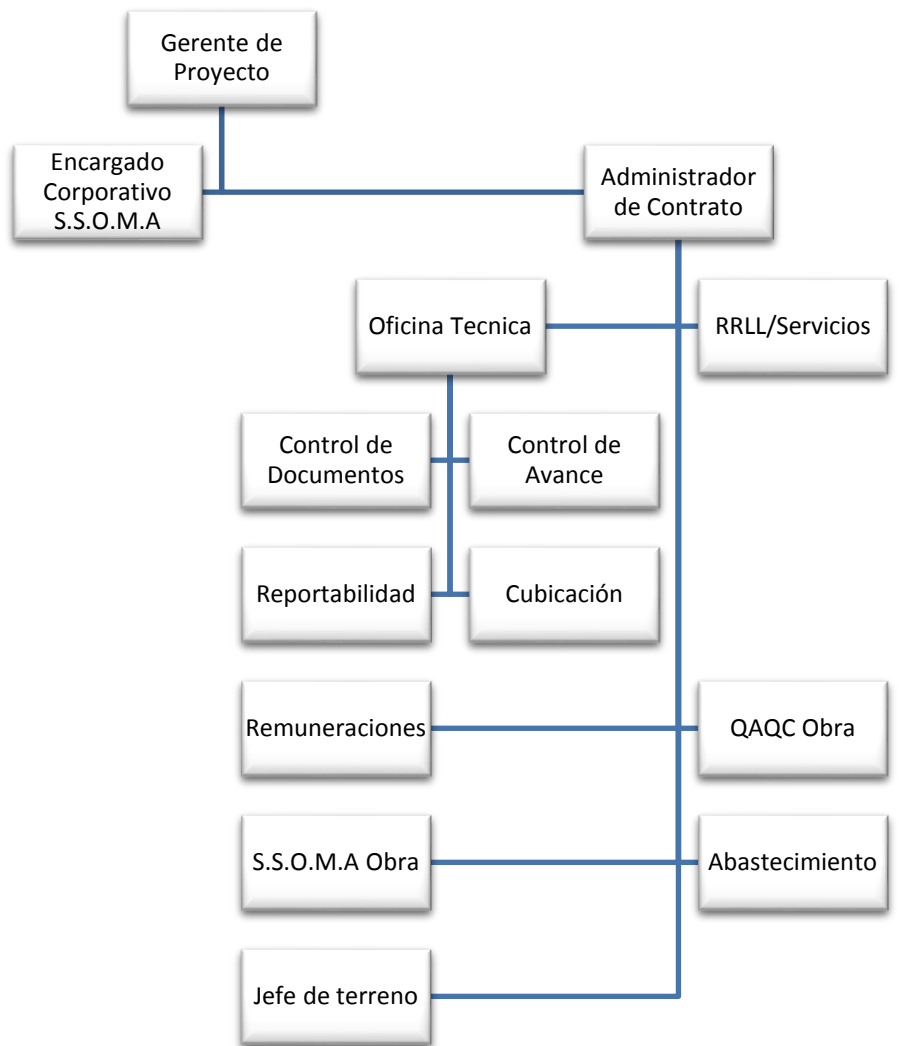 Gerente de
Proyecto
Encargado
Corporativo
S.S.O.M.A
Administrador
de Contrato
Oficina Tecnica
RRLL/Servicios
Control de
Documentos
Control de
Avance
Reportabilidad
Cubicación
Remuneraciones
QAQC Obra
S.S.O.M.A Obra
Abastecimiento
Jefe de terreno